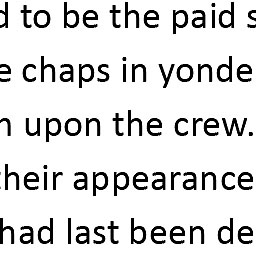 to be the paid
chaps in yonde
upon the crew.
their appearance
had last been de